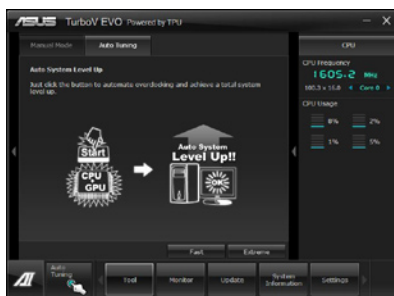 ASUS TurboV EVO Powered by TPU
Manual Mode
Auto Tuning
CPU
Auto System Level Up
Just click the button to automate overclocking and achieve a total system
level up.
CPU Frequency
1605.2 MHz
100.3 x 16.0
Core 0
CPU Usage
0%
2%
1%
5%
Start
CPU
+
GPU
Auto System
Level Up!!
OK
Fast
Extreme
AI
Auto
Tuning
Tool
Monitor
Update
System
Information
Settings